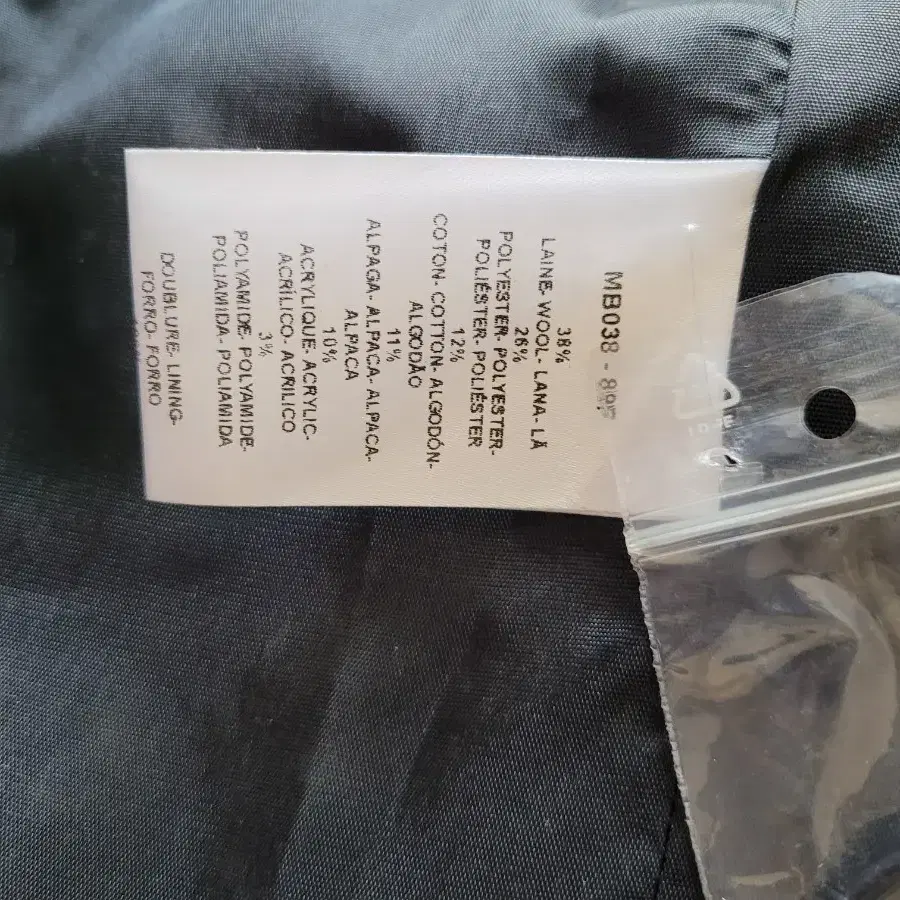 MB038 -
38%
LAINE- WOOL- LANA- LÃ
26%
POLYESTER- POLYESTER-
POLIÉSTER- POLIÉSTER
12%
COTON- COTTON- ALGODÓN-
ALGODÃO
11%
ALPAGA- ALPACA- ALPACA-
ALPACA
10%
ACRYLIQUE- ACRYLIC-
ACRÍLICO- ACRILICO
3%
POLYAMIDE- POLYAMIDE-
POLIAMIDA- POLIAMIDA
DOUBLURE- LINING-
FORRO- FORRO